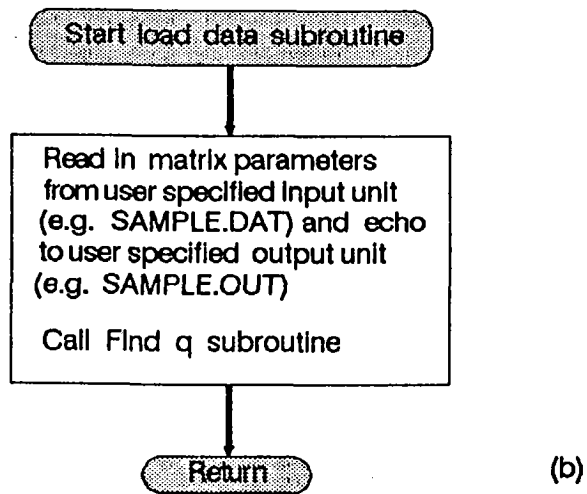 Start load data subroutine
Read in matrix parameters
from user specified input unit
(e.g. SAMPLE.DAT) and echo
to user specified output unit
(e.g. SAMPLE.OUT)
Call Find q subroutine
Return
(b)